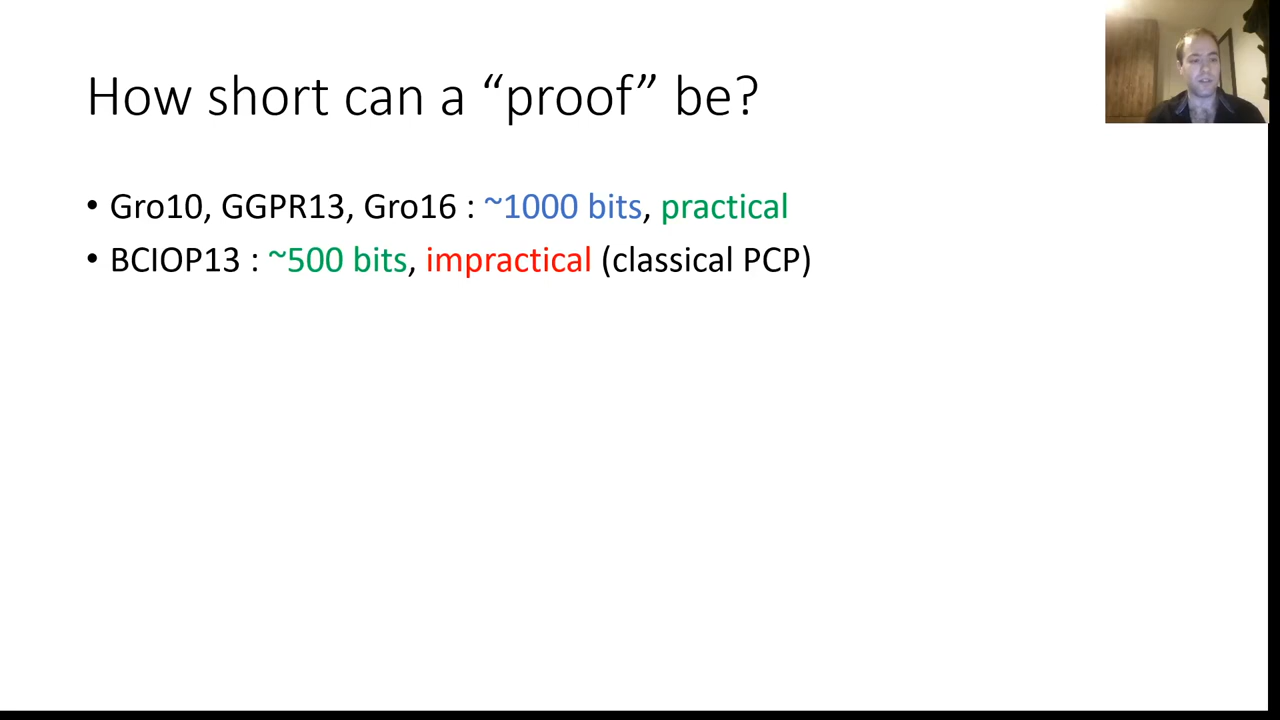 How short can a “proof” be?
• Gro10, GGPR13, Gro16 : ~1000 bits, practical
• BCIOP13 : ~500 bits, impractical (classical PCP)